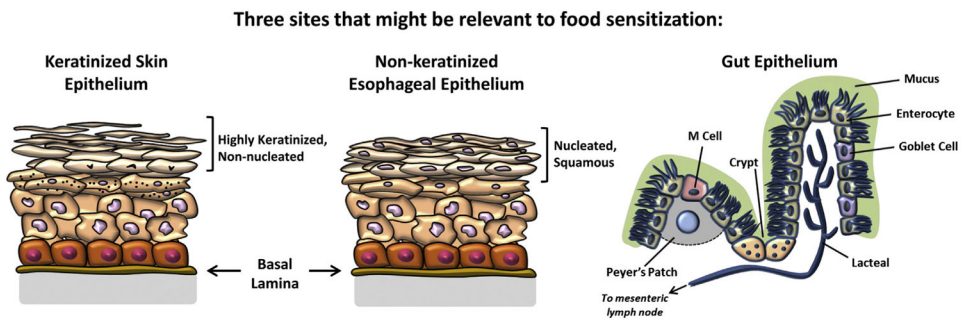 Three sites that might be relevant to food sensitization:
Keratinized Skin
Epithelium
Highly Keratinized,
Non-nucleated
Non-keratinized
Esophageal Epithelium
Nucleated,
Squamous
Basal
Lamina
Gut Epithelium
Mucus
Enterocyte
Goblet Cell
M Cell
Crypt
Peyer's Patch
Lacteal
To mesenteric
lymph node